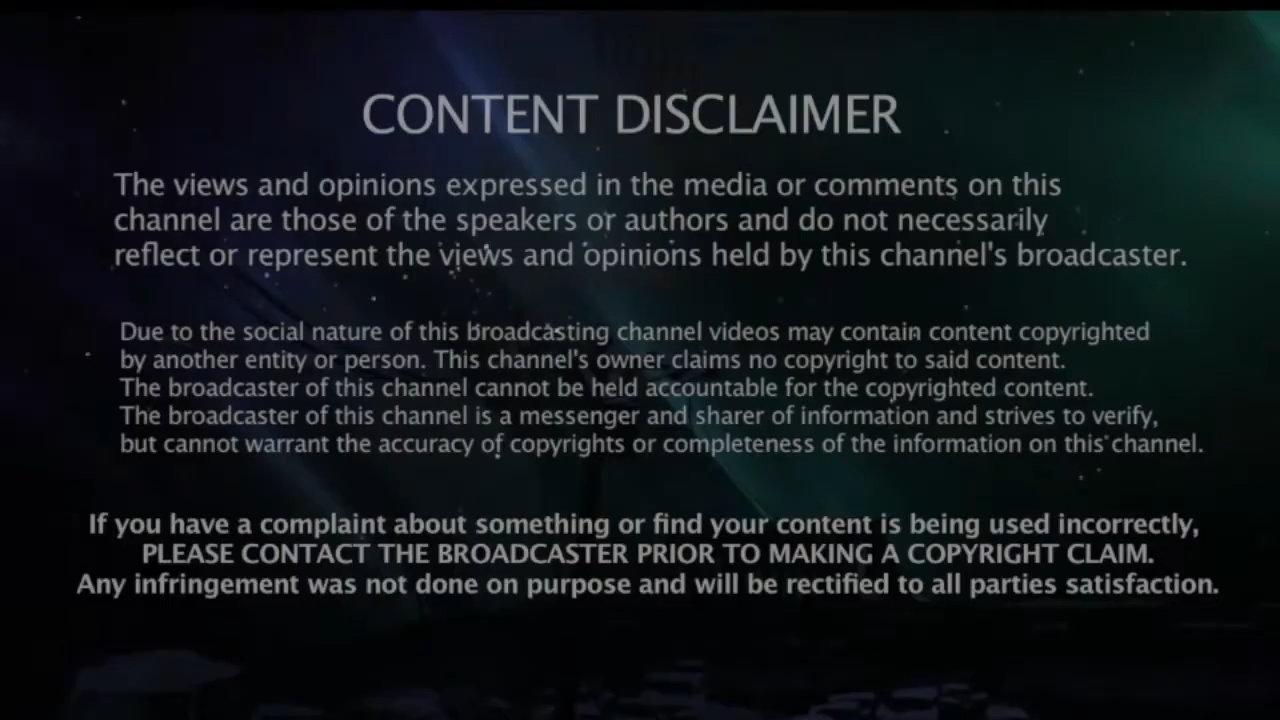 CONTENT DISCLAIMER
The views and opinions expressed in the media or comments on this
channel are those of the speakers or authors and do not necessarily
reflect or represent the views and opinions held by this channel's broadcaster.
Due to the social nature of this broadcasting channel videos may contain content copyrighted
by another entity or person. This channel's owner claims no copyright to said content.
The broadcaster of this channel cannot be held accountable for the copyrighted content.
The broadcaster of this channel is a messenger and sharer of information and strives to verify,
but cannot warrant the accuracy of copyrights or completeness of the information on this channel.
If you have a complaint about something or find your content is being used incorrectly,
PLEASE CONTACT THE BROADCASTER PRIOR TO MAKING A COPYRIGHT CLAIM.
Any infringement was not done on purpose and will be rectified to all parties satisfaction.